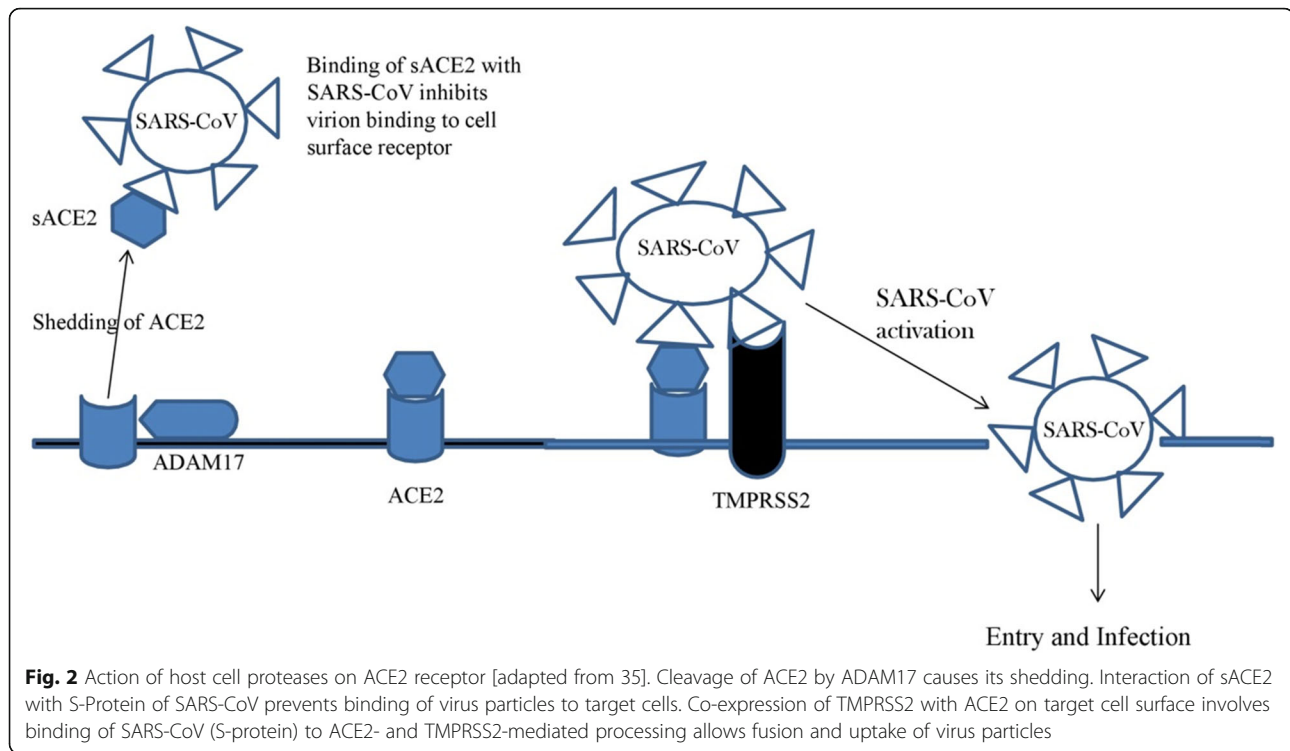 Binding of sACE2 with
SARS-CoV inhibits
virion binding to cell
surface receptor
SARS-CoV
sACE2
Shedding of ACE2
ADAM17
ACE2
SARS-CoV
TMPRSS2
SARS-CoV
activation
SARS-CoV
Entry and Infection
Fig. 2 Action of host cell proteases on ACE2 receptor [adapted from 35]. Cleavage of ACE2 by ADAM17 causes its shedding. Interaction of sACE2
with S-Protein of SARS-CoV prevents binding of virus particles to target cells. Co-expression of TMPRSS2 with ACE2 on target cell surface involves
binding of SARS-CoV (S-protein) to ACE2- and TMPRSS2-mediated processing allows fusion and uptake of virus particles